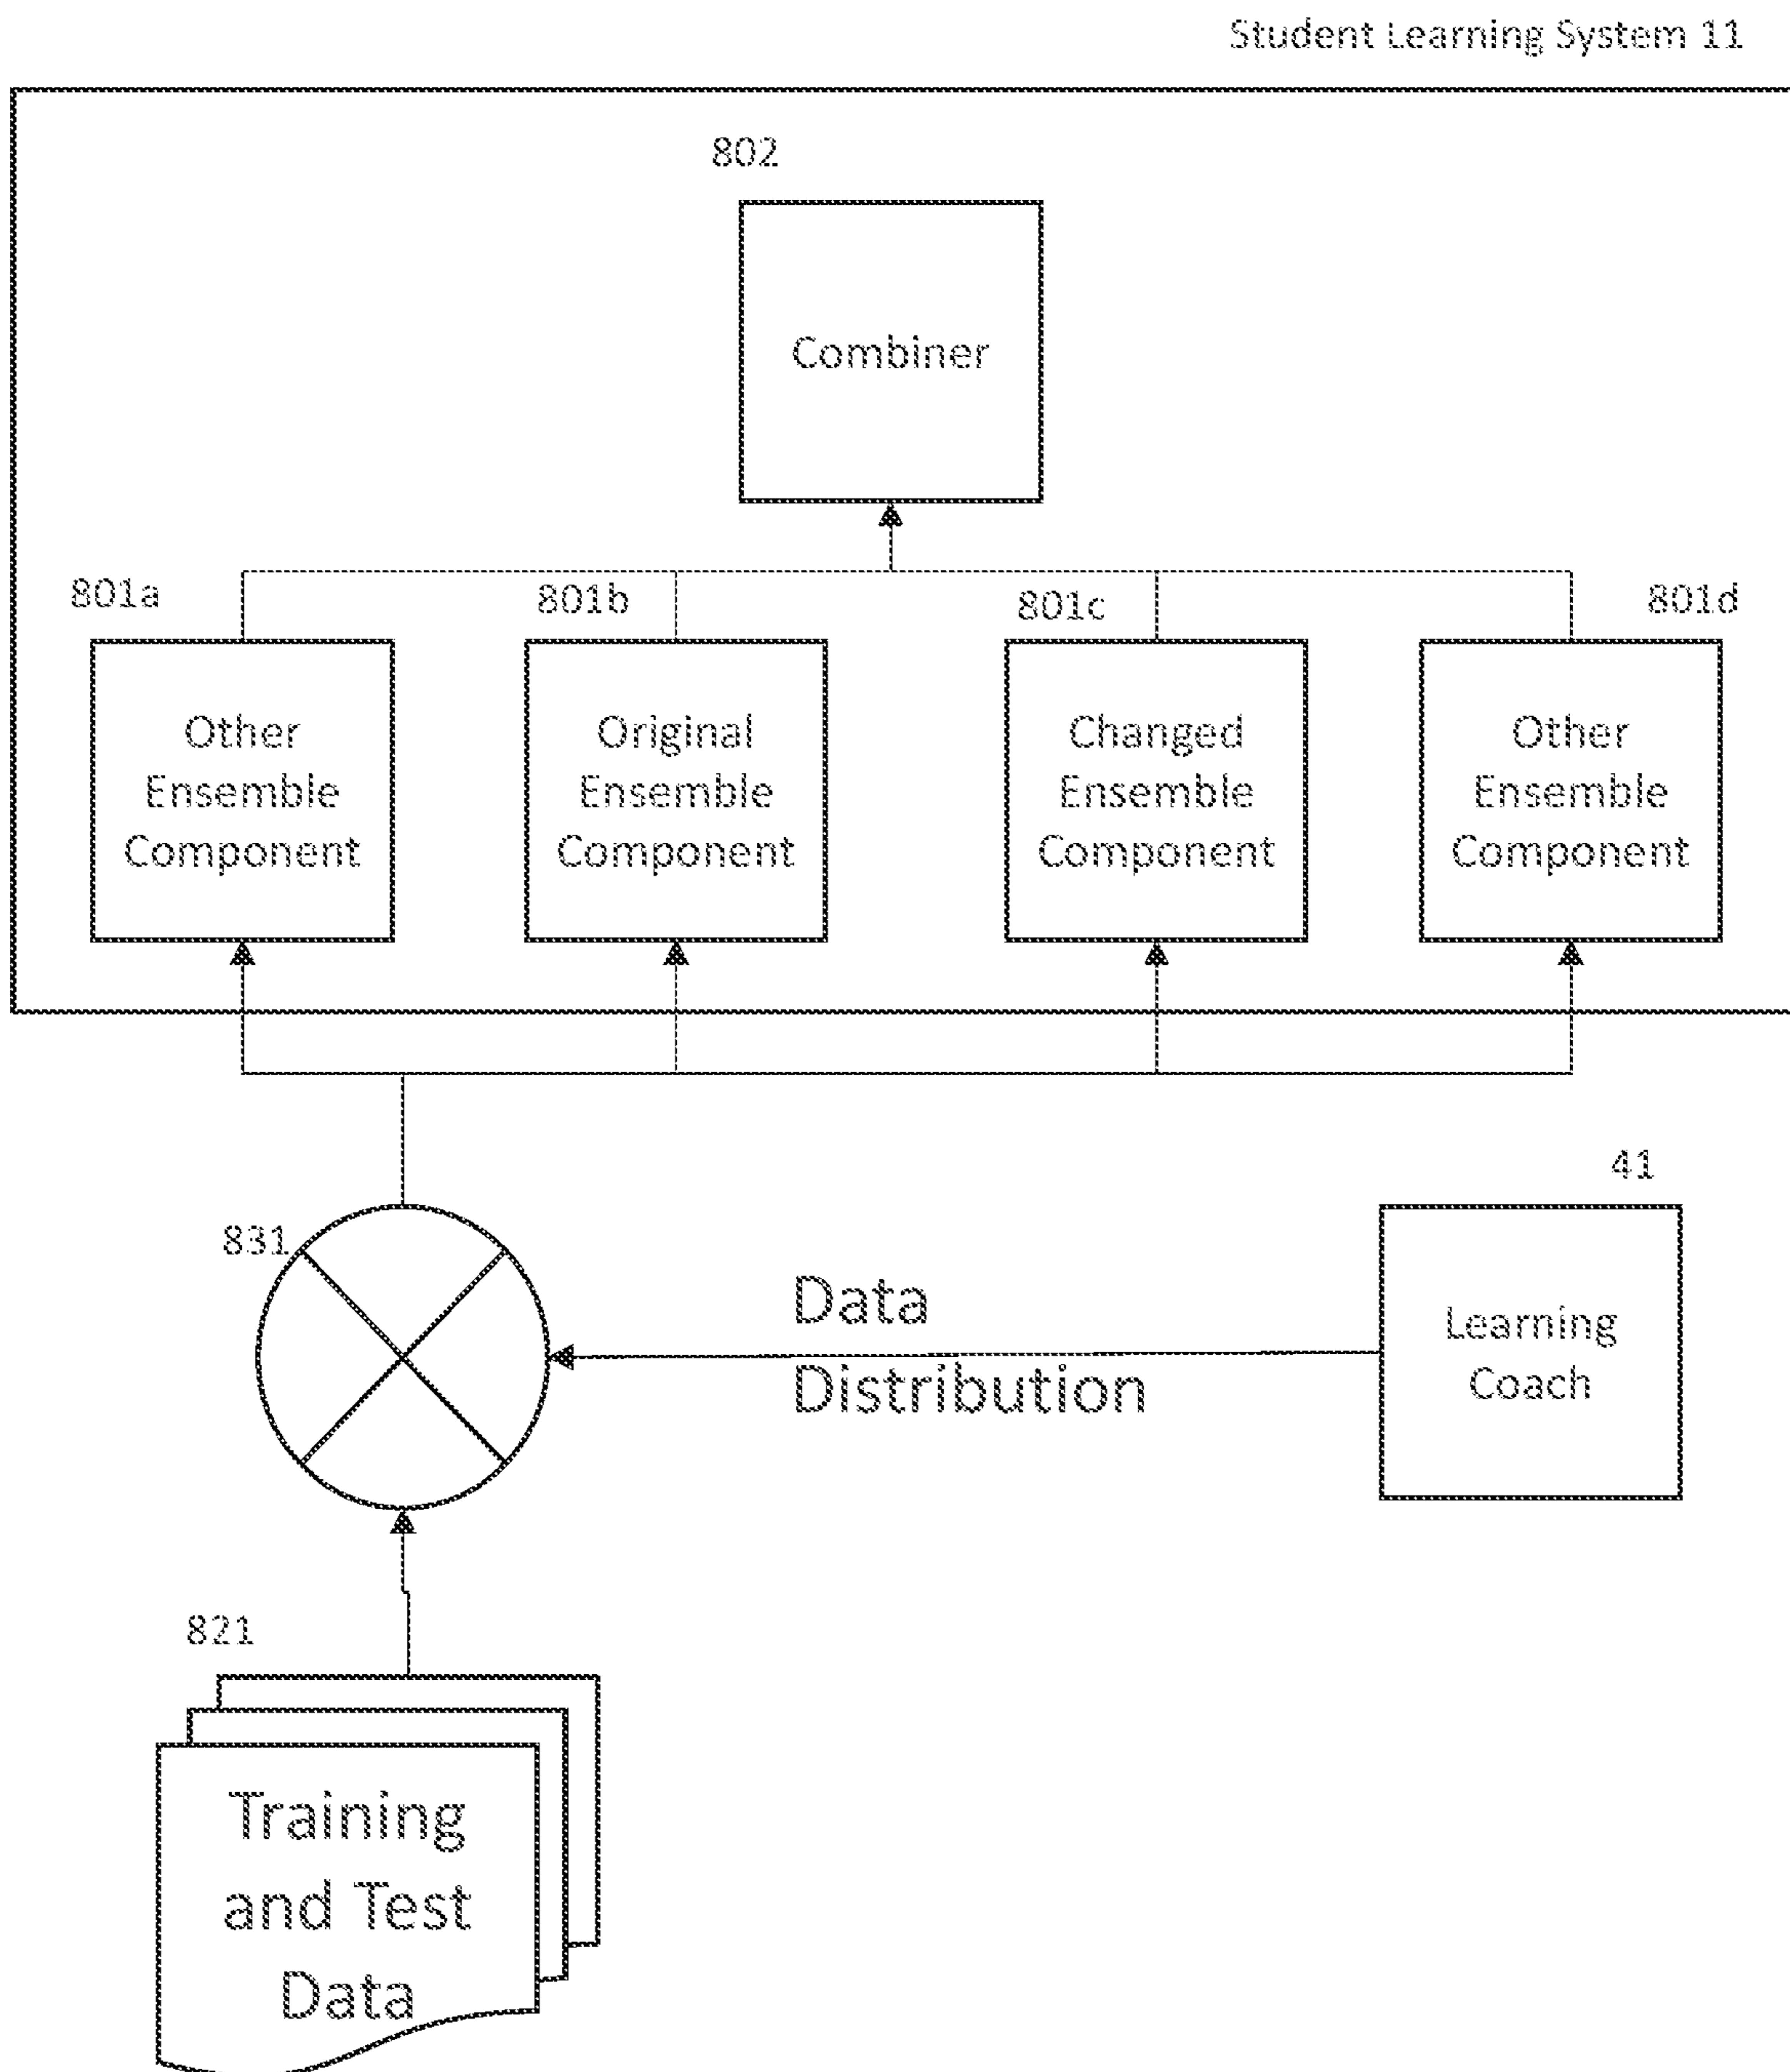 Student Learning System 11
802
Combiner
801a
801b
801c
801d
Other
Ensemble
Component
Original
Ensemble
Component
Changed
Ensemble
Component
Other
Ensemble
Component
41
831
Data
Distribution
Learning
Coach
821
Training
and Test
Data